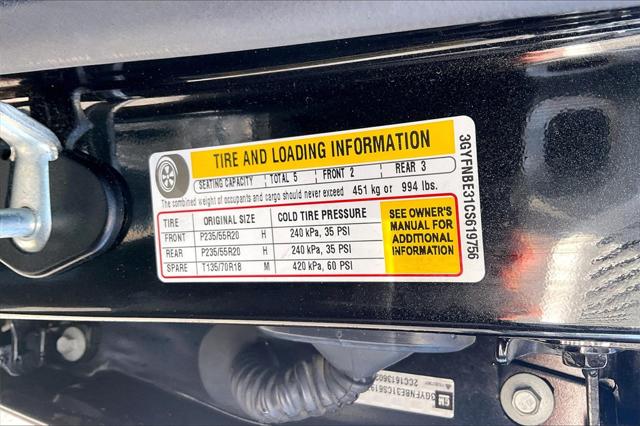 TIRE AND LOADING INFORMATION
SEATING CAPACITY TOTAL 5 FRONT 2 REAR 3
The combined weight of occupants and cargo should never exceed 451 kg or 994 lbs.
TIRE ORIGINAL SIZE COLD TIRE PRESSURE
FRONT P235/55R20 H 240 kPa, 35 PSI
REAR P235/55R20 H 240 kPa, 35 PSI
SPARE T135/70R18 M 420 kPa, 60 PSI
SEE OWNER'S
MANUAL FOR
ADDITIONAL
INFORMATION
3GYFNBE31CS619756
3GYFNBE31CS619
2CC1613602
GM